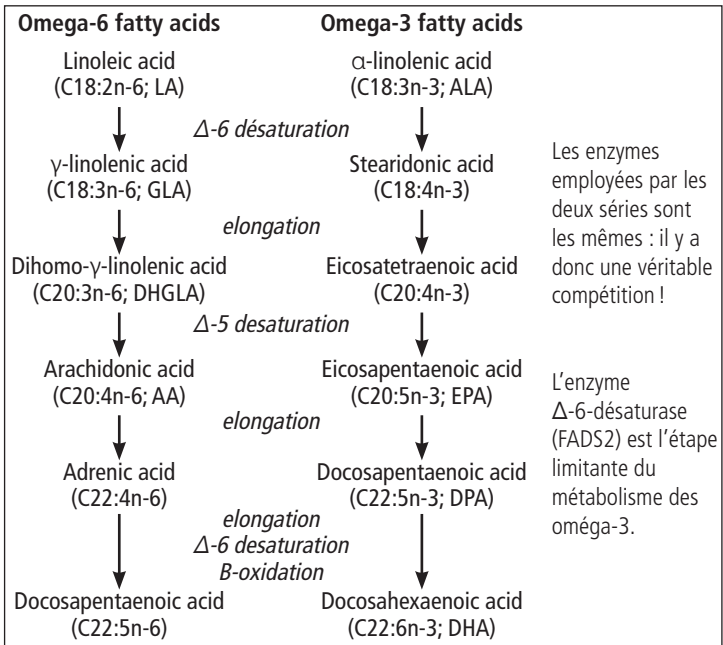 Omega-6 fatty acids
Omega-3 fatty acids
Linoleic acid
(C18:2n-6; LA)
α-linolenic acid
(C18:3n-3; ALA)
Δ-6 désaturation
γ-linolenic acid
(C18:3n-6; GLA)
Stearidonic acid
(C18:4n-3)
elongation
Dihomo-γ-linolenic acid
(C20:3n-6; DHGLA)
Eicosatetraenoic acid
(C20:4n-3)
Δ-5 desaturation
Arachidonic acid
(C20:4n-6; AA)
Eicosapentaenoic acid
(C20:5n-3; EPA)
elongation
Adrenic acid
(C22:4n-6)
Docosapentaenoic acid
(C22:5n-3; DPA)
elongation
Δ-6 desaturation
B-oxidation
Docosapentaenoic acid
(C22:5n-6)
Docosahexaenoic acid
(C22:6n-3; DHA)
Les enzymes
employées par les
deux séries sont
les mêmes : il y a
donc une véritable
compétition !
L'enzyme
Δ-6-désaturase
(FADS2) est l'étape
limitante du
métabolisme des
oméga-3.